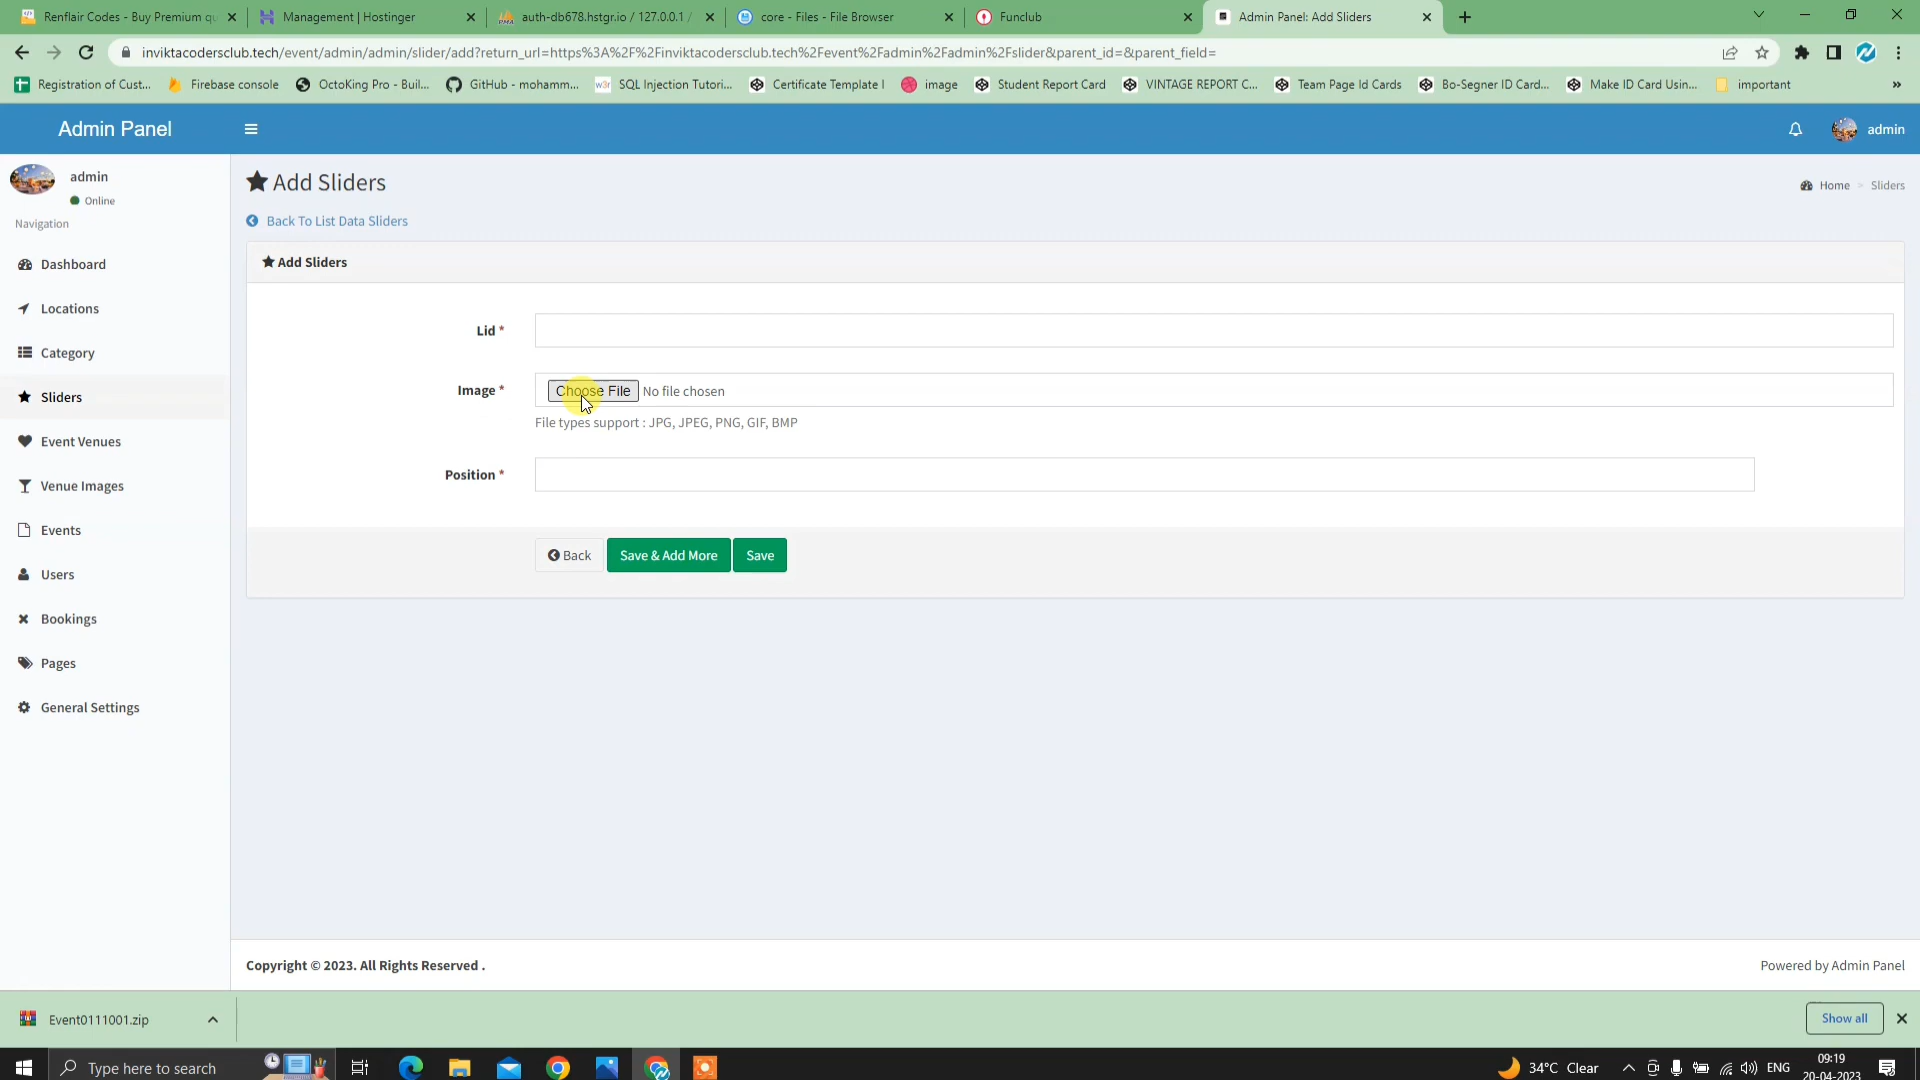 Renflair Codes - Buy Premium qu
Management | Hostinger
auth-db678.hstgr.io / 127.0.0.1 /
core - Files - File Browser
Funclub
Admin Panel: Add Sliders
inviktacodersclub.tech/event/admin/admin/slider/add?return_url=https%3A%2F%2Finviktacodersclub.tech%2Fevent%2Fadmin%2Fadmin%2Fslider&parent_id=&parent_field=
Registration of Cust...
Firebase console
OctoKing Pro - Buil...
GitHub - mohamm...
SQL Injection Tutori...
Certificate Template I
image
Student Report Card
VINTAGE REPORT C...
Team Page Id Cards
Bo-Segner ID Card...
Make ID Card Usin...
important
»
Admin Panel
admin
admin
Online
Navigation
Dashboard
Locations
Category
Sliders
Event Venues
Venue Images
Events
Users
Bookings
Pages
General Settings
Add Sliders
Home > Sliders
Back To List Data Sliders
Add Sliders
Lid *
Image *
Choose File No file chosen
File types support : JPG, JPEG, PNG, GIF, BMP
Position *
Back
Save & Add More
Save
Copyright © 2023. All Rights Reserved .
Powered by Admin Panel
Event0111001.zip
Show all
Type here to search
34°C Clear
ENG
09:19
20-04-2023